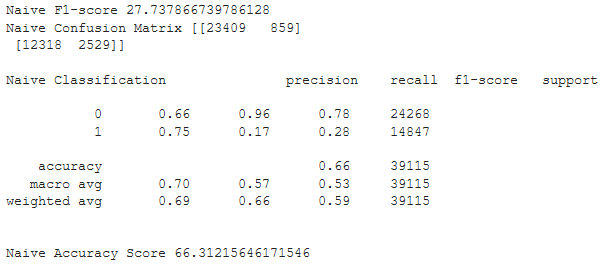 Naive F1-score 27.737866739786128
Naive Confusion Matrix [[23409   859]
 [12318  2529]]
Naive Classification               precision    recall  f1-score   support
           0       0.66      0.96      0.78     24268
           1       0.75      0.17      0.28     14847
    accuracy                           0.66     39115
   macro avg       0.70      0.57      0.53     39115
weighted avg       0.69      0.66      0.59     39115
Naive Accuracy Score 66.31215646171546